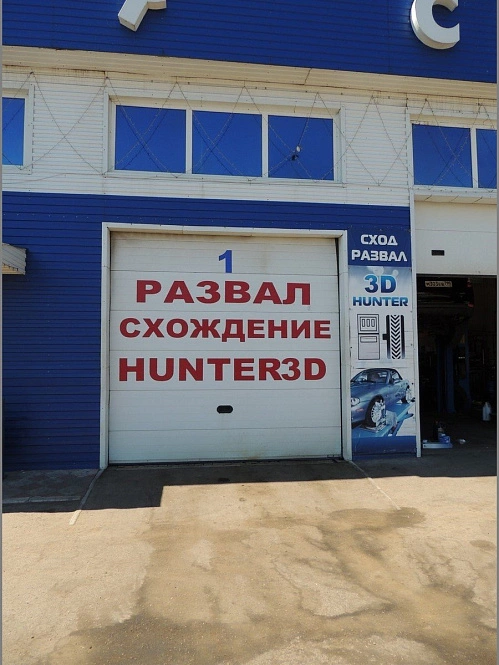 С
1
РАЗВАЛ
СХОЖДЕНИЕ
HUNTER3D
СХОД
РАЗВАЛ
3D
HUNTER